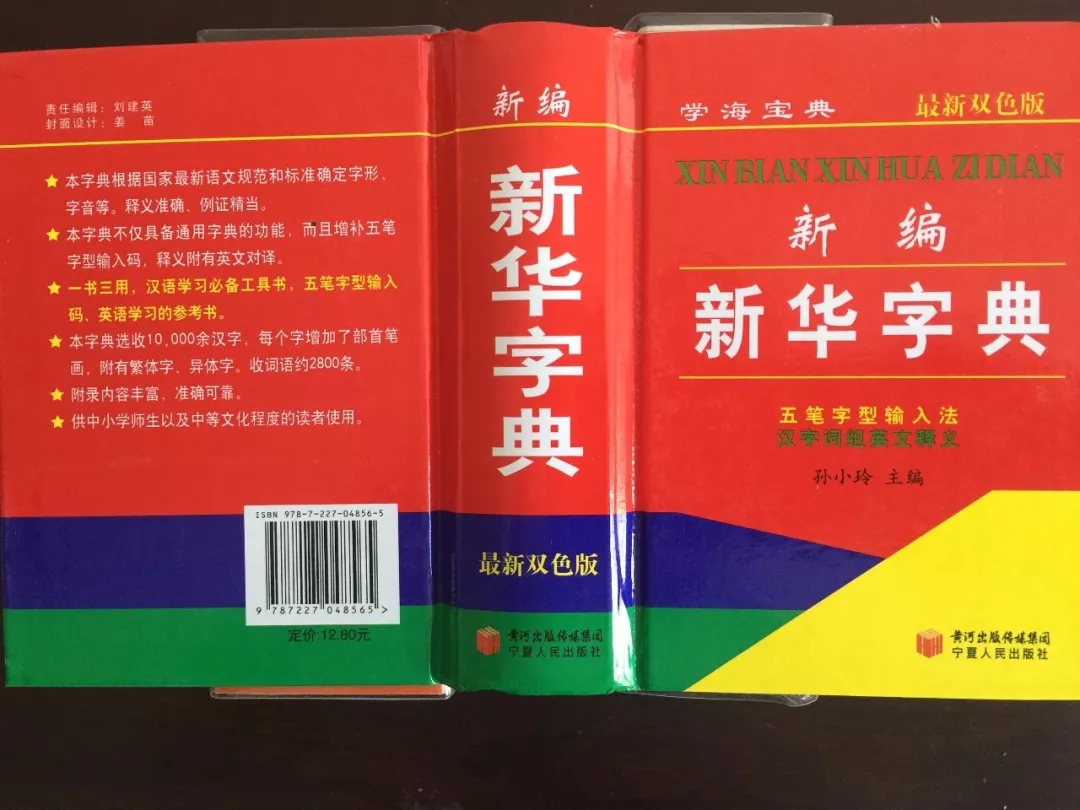 责任编辑：刘建英
封面设计：姜 苗
★ 本字典根据国家最新语文规范和标准确定字形、
字音等。释义准确、例证精当。
★ 本字典不仅具备通用字典的功能，而且增补五笔
字型输入码，释义附有英文对译。
★ 一书三用，汉语学习必备工具书，五笔字型输入
码、英语学习的参考书。
★ 本字典选收10,000余汉字，每个字增加了部首笔
画，附有繁体字、异体字。收词语约2800条。
★ 附录内容丰富，准确可靠。
★ 供中小学师生以及中等文化程度的读者使用。
ISBN 978-7-227-04856-5
9 787227 048565 >
定价:12.80元
新编
新华字典
最新双色版
学海宝典
最新双色版
XIN BIAN XIN HUA ZI DIAN
新 编
新华字典
五笔字型输入法
汉字词组英文释义
孙小玲 主编
黄河出版传媒集团
宁夏人民出版社
黄河出版传媒集团
宁夏人民出版社